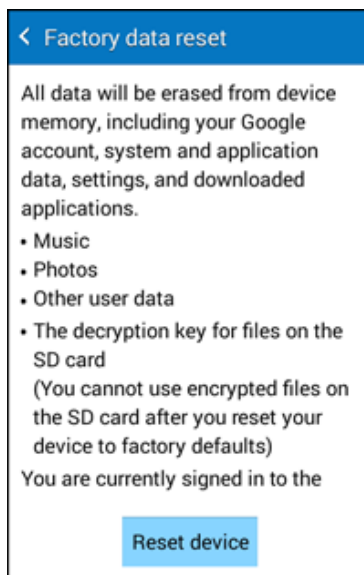 Factory data reset
All data will be erased from device
memory, including your Google
account, system and application
data, settings, and downloaded
applications.
• Music
• Photos
• Other user data
• The decryption key for files on the
SD card
(You cannot use encrypted files on
the SD card after you reset your
device to factory defaults)
You are currently signed in to the
Reset device